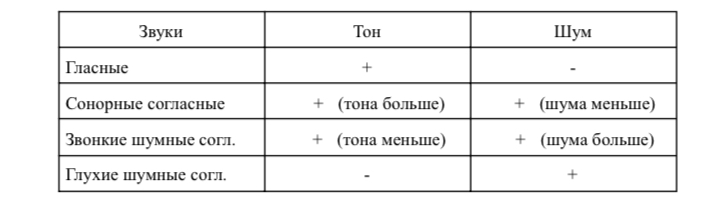 Звуки Тон Шум
Гласные + -
Сонорные согласные + (тона больше) + (шума меньше)
Звонкие шумные согл. + (тона меньше) + (шума больше)
Глухие шумные согл. - +